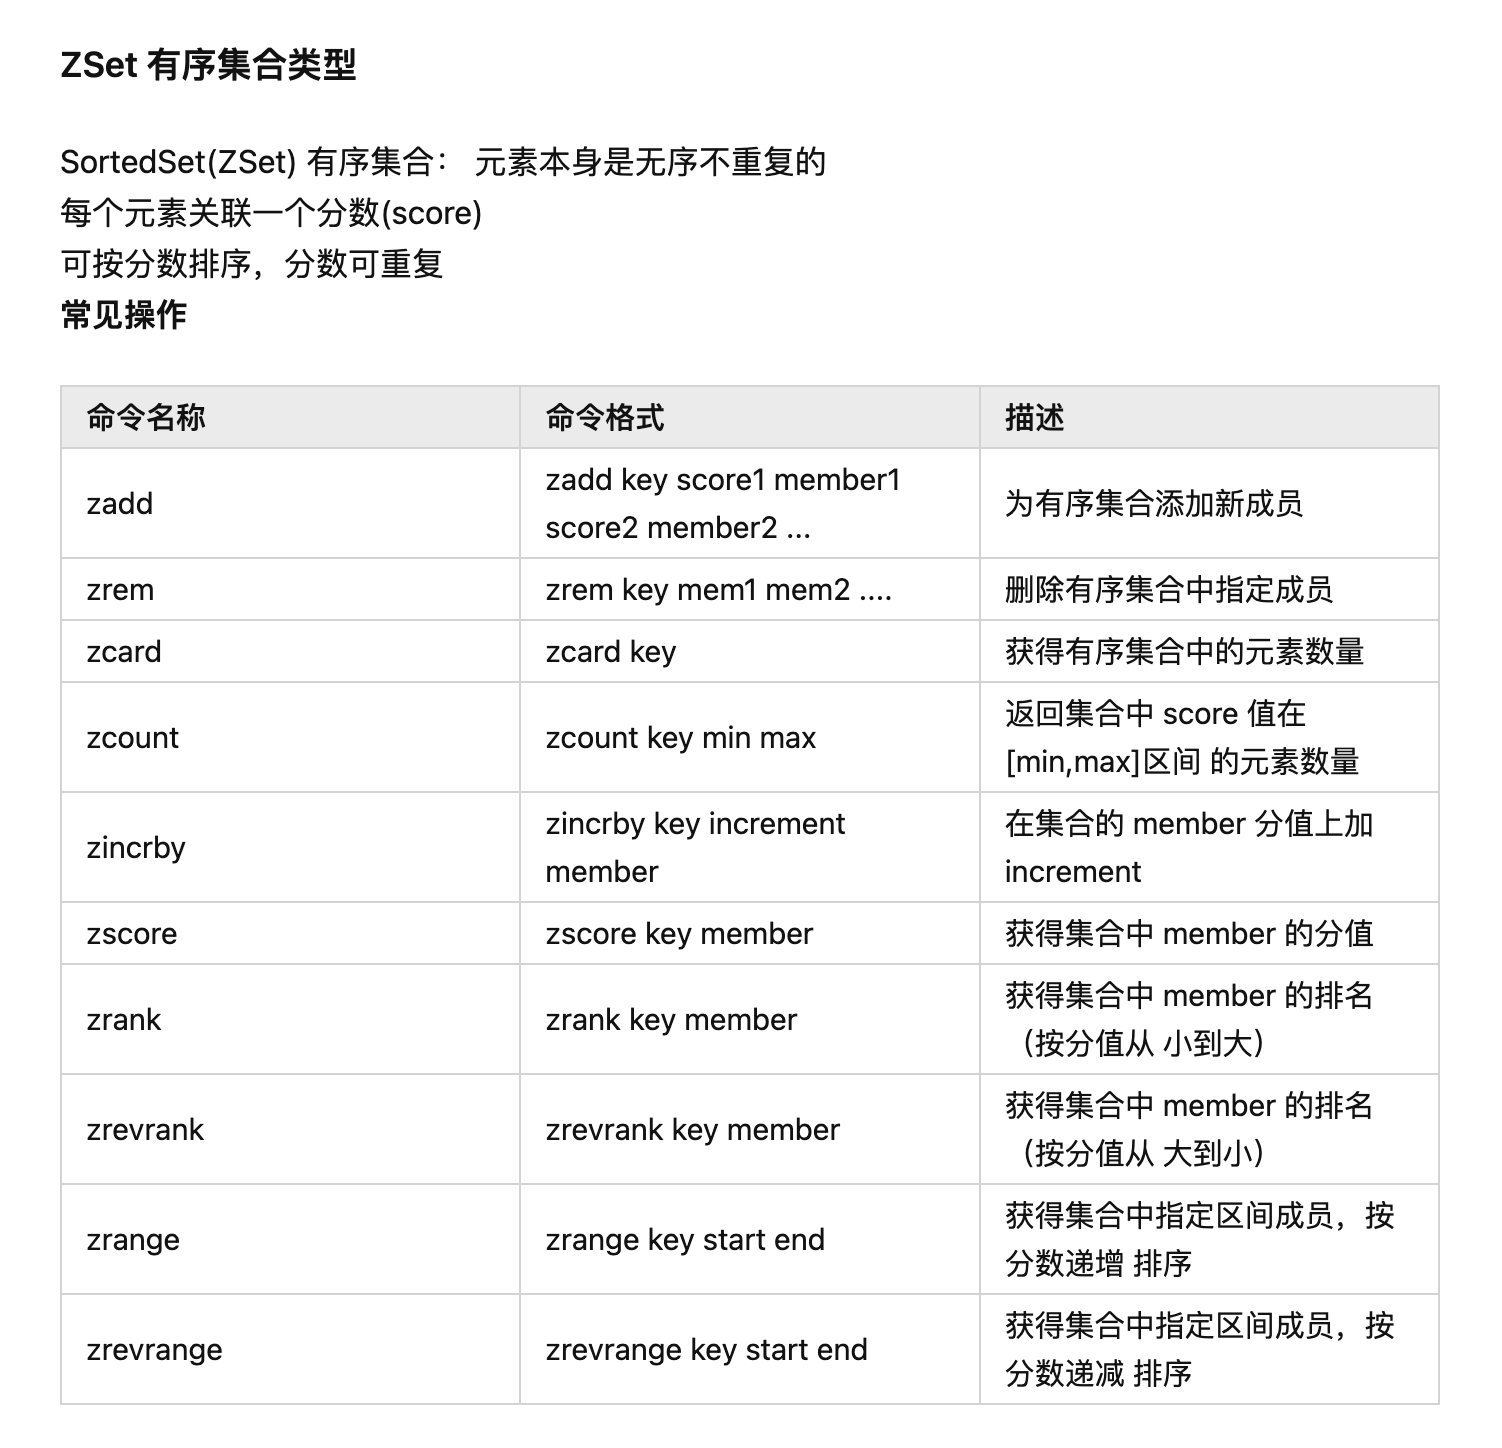 ZSet 有序集合类型
SortedSet(ZSet) 有序集合： 元素本身是无序不重复的
每个元素关联一个分数(score)
可按分数排序，分数可重复
常见操作
命令名称 命令格式 描述
zadd
zadd key score1 member1
score2 member2 ...
为有序集合添加新成员
zrem zrem key mem1 mem2 .... 删除有序集合中指定成员
zcard zcard key 获得有序集合中的元素数量
zcount
zcount key min max
返回集合中 score 值在
[min,max]区间 的元素数量
zincrby
zincrby key increment
member
在集合的 member 分值上加
increment
zscore zscore key member 获得集合中 member 的分值
zrank
zrank key member
获得集合中 member 的排名
（按分值从 小到大）
zrevrank
zrevrank key member
获得集合中 member 的排名
（按分值从 大到小）
zrange
zrange key start end
获得集合中指定区间成员，按
分数递增 排序
zrevrange
zrevrange key start end
获得集合中指定区间成员，按
分数递减 排序